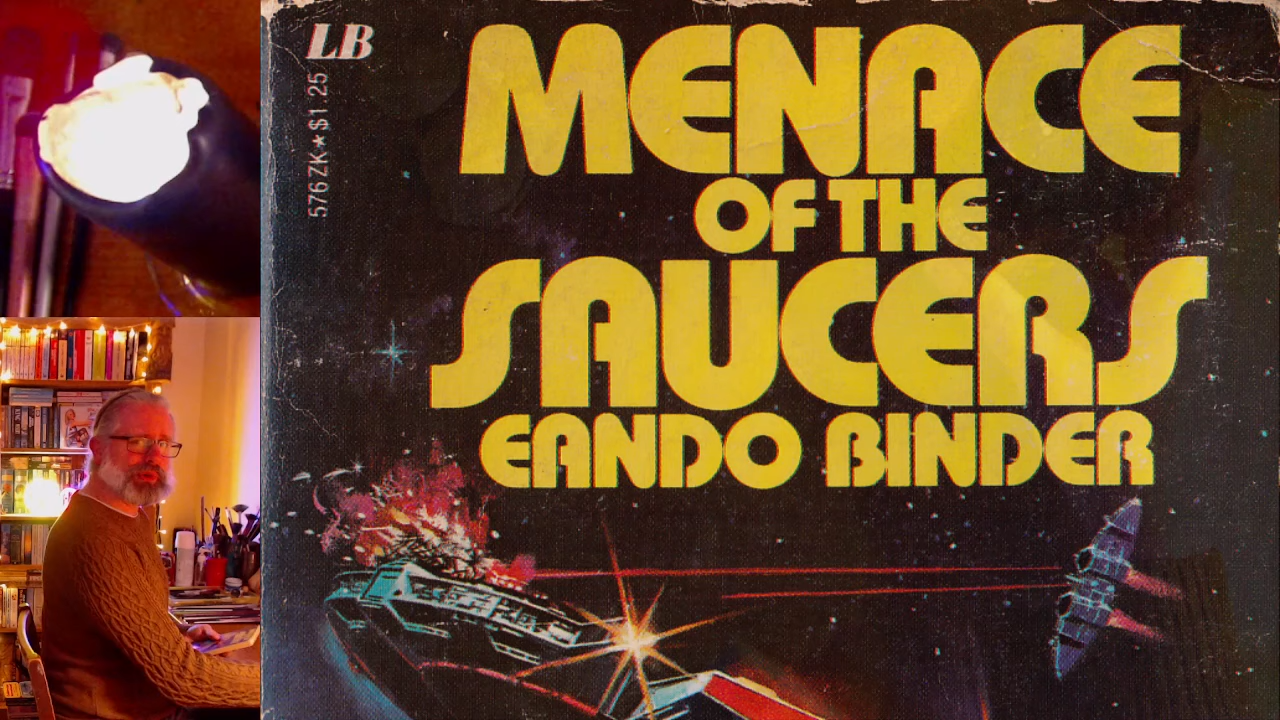 LB
576ZK★$1.25
MENACE
OF THE
SAUCERS
EANDO BINDER